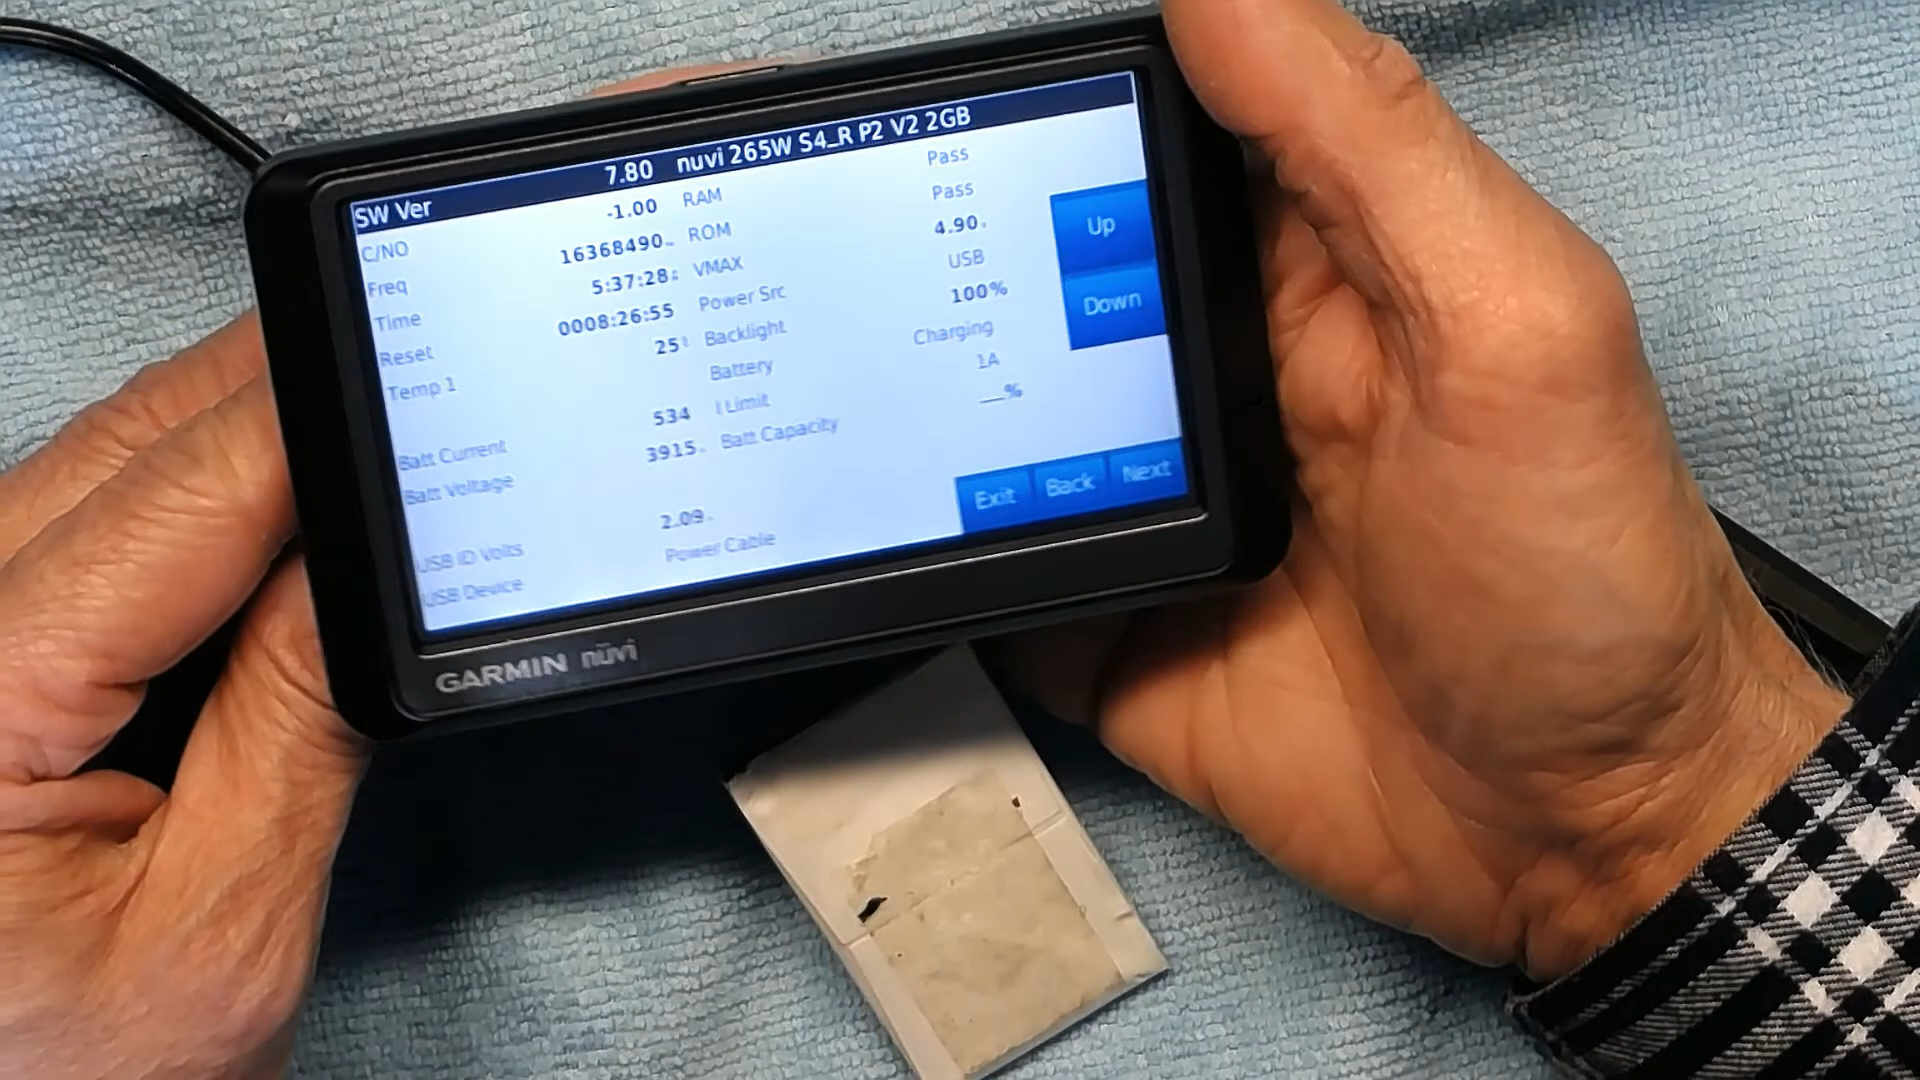 SW Ver 7.80 nuvi 265W S4_R P2 V2 2GB
C/NO -1.00 RAM Pass
Freq 16368490 ROM Pass
Time 5:37:28 VMAX 4.90
Reset 0008:26:55 Power Src USB
Temp 1 25 Backlight 100%
Battery Charging
Batt Current 534 I Limit 1A
Batt Voltage 3915 Batt Capacity __%
USB ID Volts 2.09
USB Device Power Cable
Up
Down
Exit Back Next
GARMIN nüvi